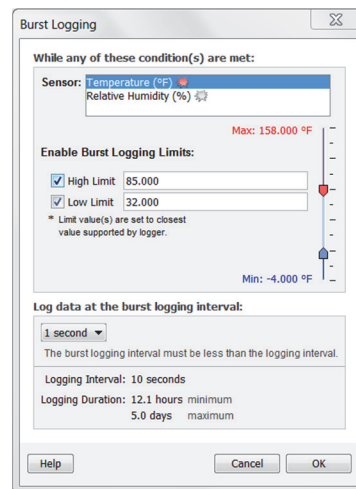 Burst Logging
While any of these condition(s) are met:
Sensor: Temperature (°F)
Relative Humidity (%)
Max: 158.000 °F
Enable Burst Logging Limits:
High Limit 85.000
Low Limit 32.000
* Limit value(s) are set to closest
value supported by logger.
Min: -4.000 °F
Log data at the burst logging interval:
1 second
The burst logging interval must be less than the logging interval.
Logging Interval: 10 seconds
Logging Duration: 12.1 hours minimum
5.0 days maximum
Help Cancel OK